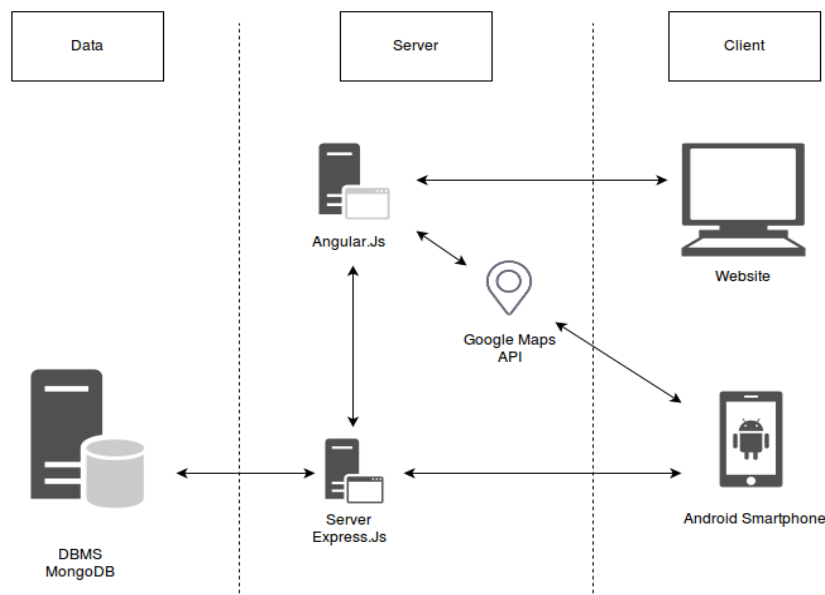 Data
Server
Client
Angular.Js
Website
Google Maps
API
Server
Express.Js
Android Smartphone
DBMS
MongoDB